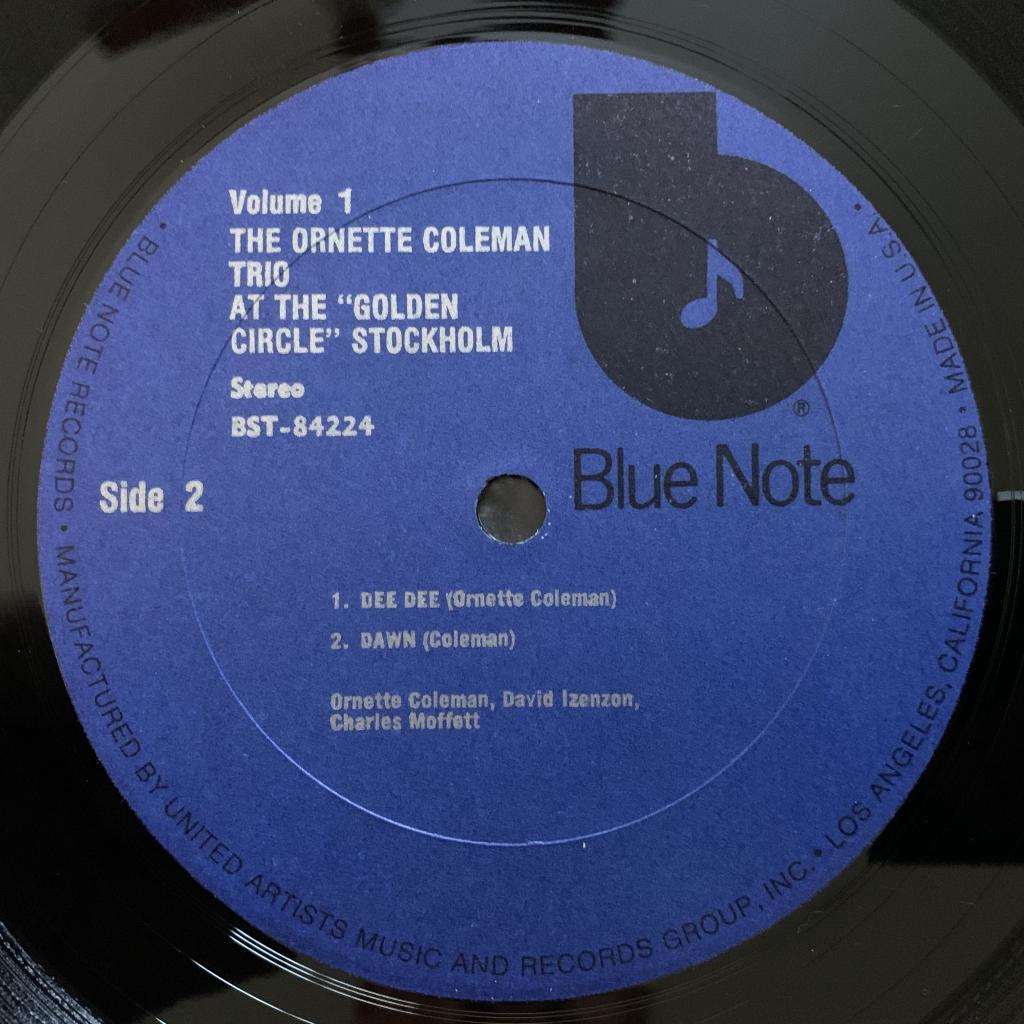 Volume 1
THE ORNETTE COLEMAN
TRIO
AT THE “GOLDEN
CIRCLE” STOCKHOLM
Stereo
BST-84224
Side 2
®
Blue Note
1. DEE DEE (Ornette Coleman)
2. DAWN (Coleman)
Ornette Coleman, David Izenzon,
Charles Moffett
• BLUE NOTE RECORDS • MANUFACTURED BY UNITED ARTISTS MUSIC AND RECORDS GROUP, INC. • LOS ANGELES, CALIFORNIA 90028 • MADE IN U.S.A. •